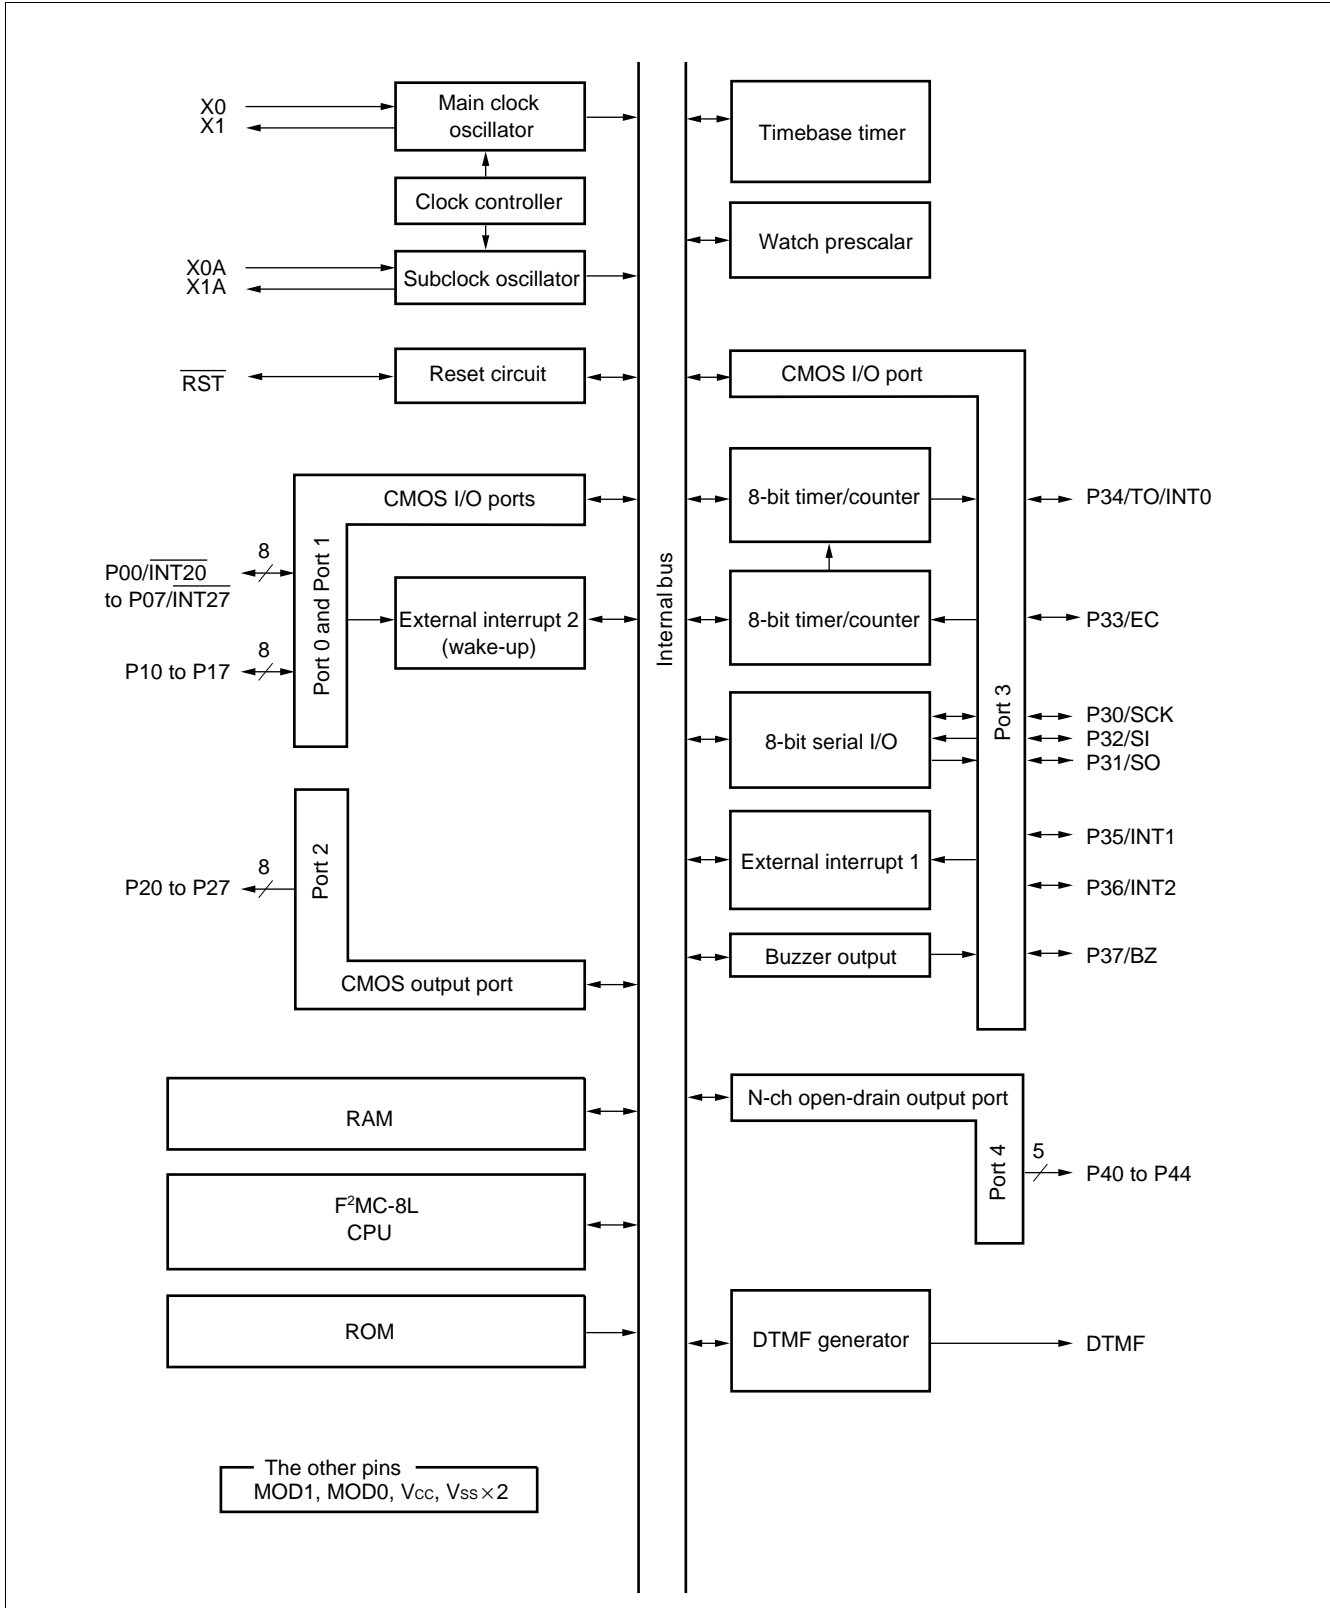 X0
X1
Main clock
oscillator
Clock controller
X0A
X1A
Subclock oscillator
RST
Reset circuit
CMOS I/O ports
Port 0 and Port 1
8
P00/INT20
to P07/INT27
8
P10 to P17
External interrupt 2
(wake-up)
Port 2
8
P20 to P27
CMOS output port
RAM
F²MC-8L
CPU
ROM
The other pins
MOD1, MOD0, VCC, VSS×2
Internal bus
Timebase timer
Watch prescalar
CMOS I/O port
Port 3
8-bit timer/counter
P34/TO/INT0
8-bit timer/counter
P33/EC
8-bit serial I/O
P30/SCK
P32/SI
P31/SO
External interrupt 1
P35/INT1
P36/INT2
Buzzer output
P37/BZ
N-ch open-drain output port
Port 4
5
P40 to P44
DTMF generator
DTMF